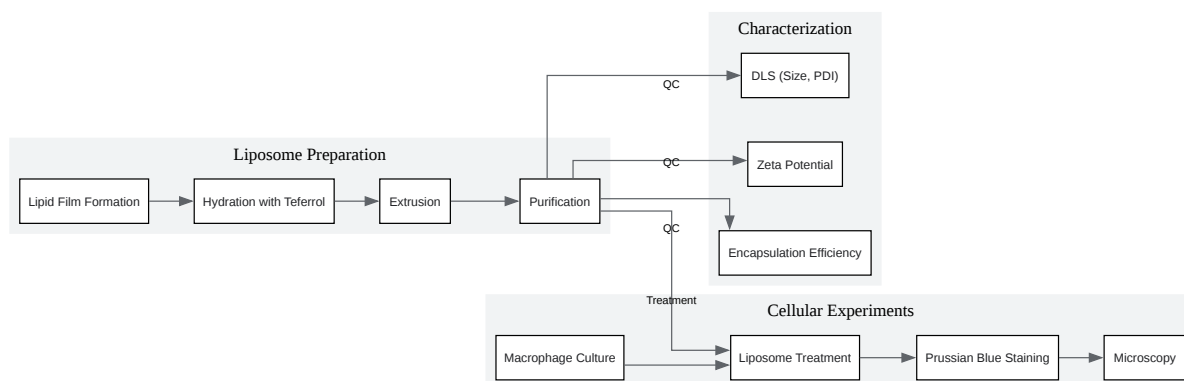 Characterization
DLS (Size, PDI)
QC
Liposome Preparation
QC
Zeta Potential
Lipid Film Formation
Hydration with Teferrol
Extrusion
Purification
QC
Encapsulation Efficiency
Treatment
Cellular Experiments
Macrophage Culture
Liposome Treatment
Prussian Blue Staining
Microscopy